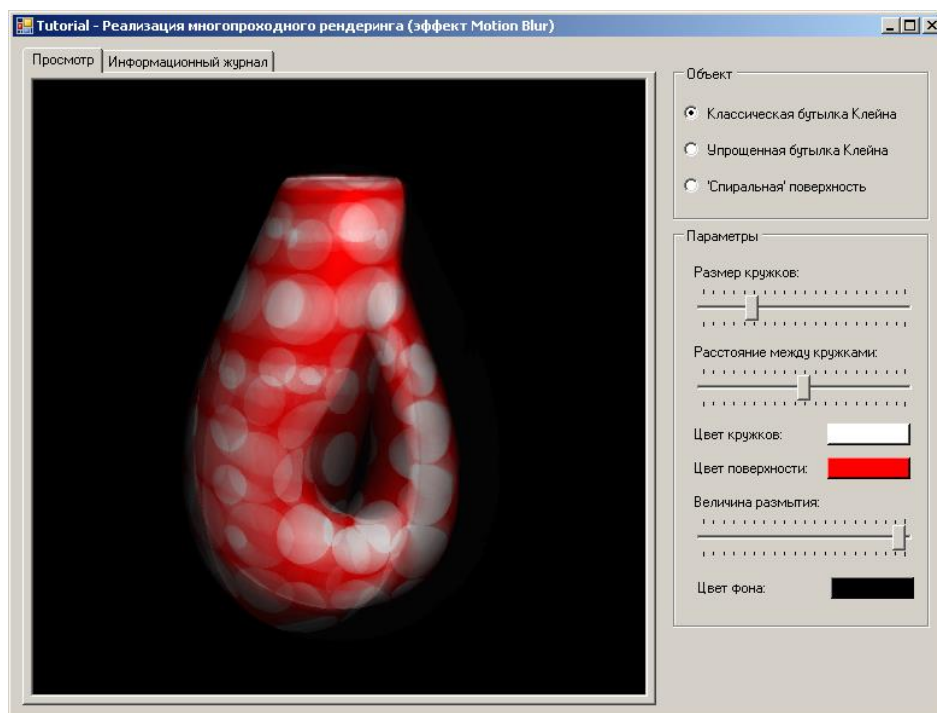 Tutorial - Реализация многопроходного рендеринга (эффект Motion Blur)
Просмотр
Информационный журнал
Объект
Классическая бутылка Клейна
Упрощенная бутылка Клейна
'Спиральная' поверхность
Параметры
Размер кружков:
Расстояние между кружками:
Цвет кружков:
Цвет поверхности:
Величина размытия:
Цвет фона: